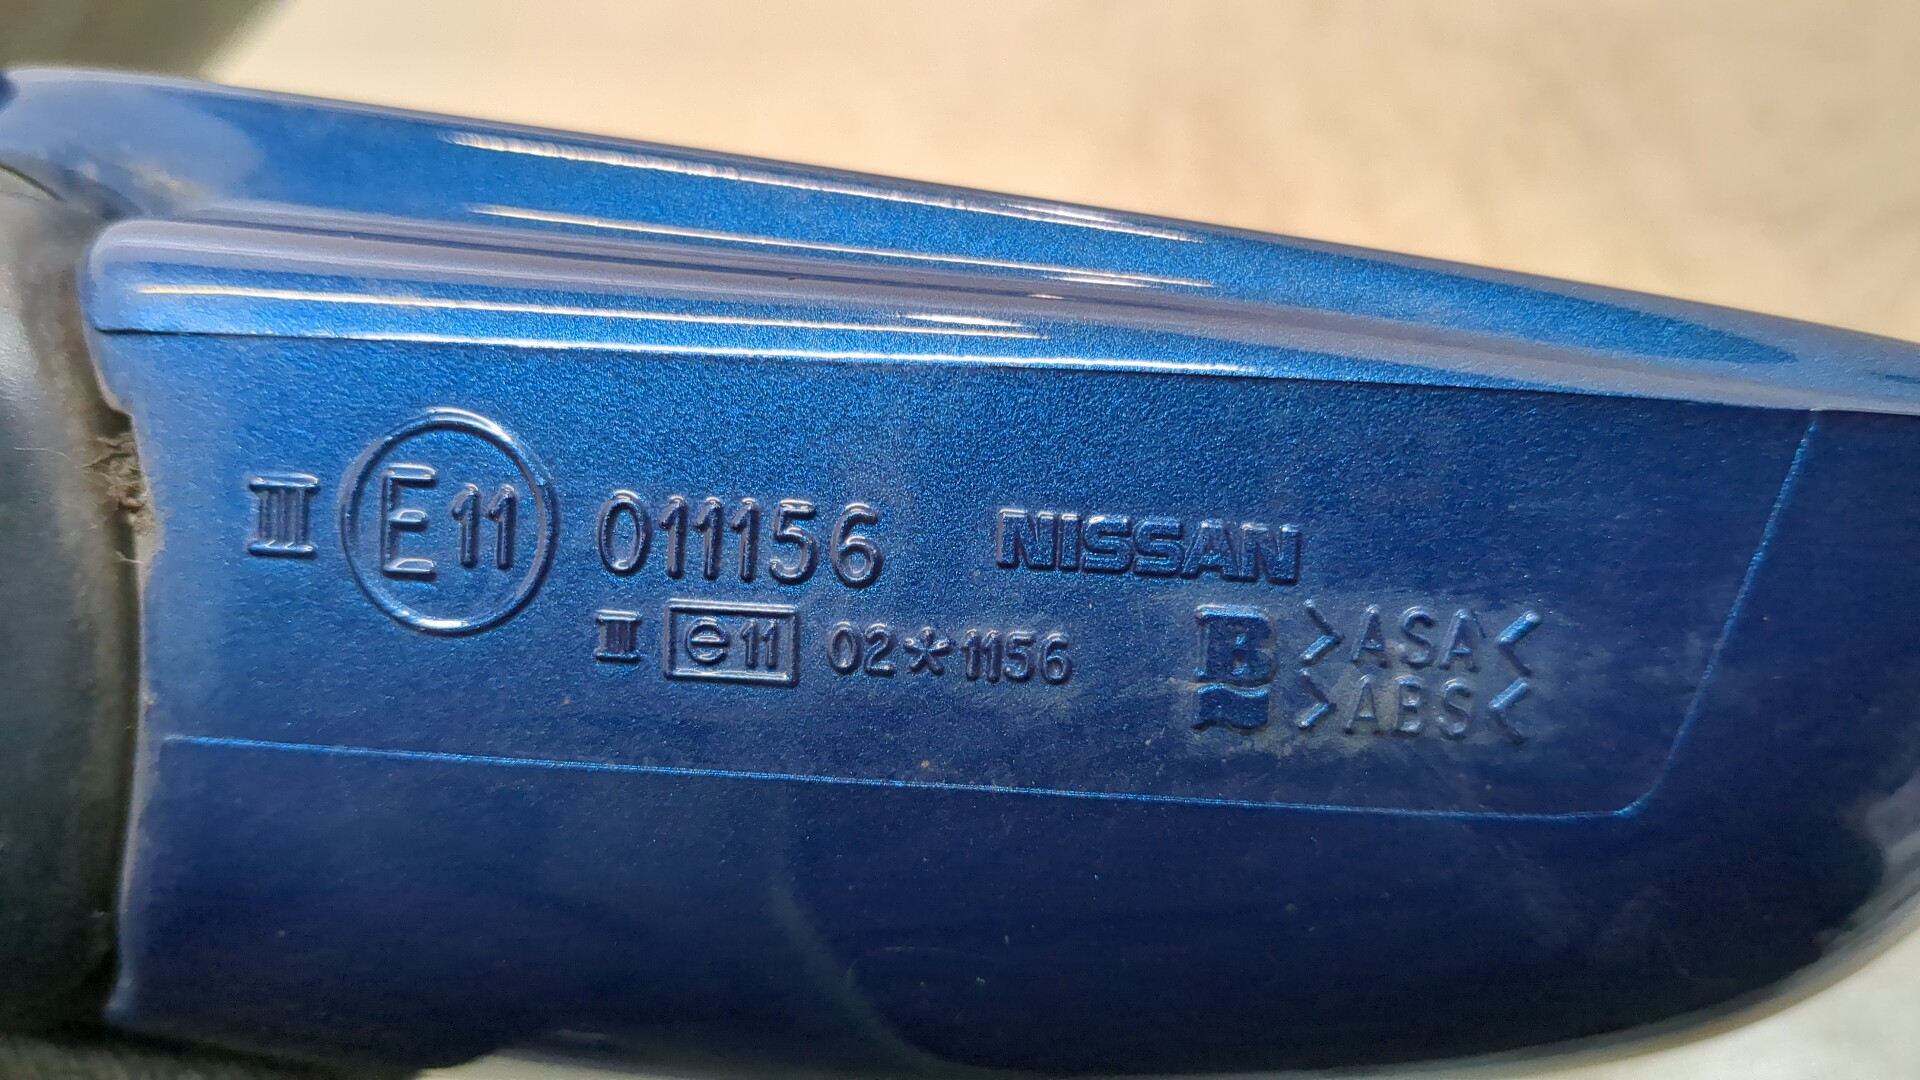 III E11 011156 NISSAN
III e11 02*1156 B >ASA<
>ABS<